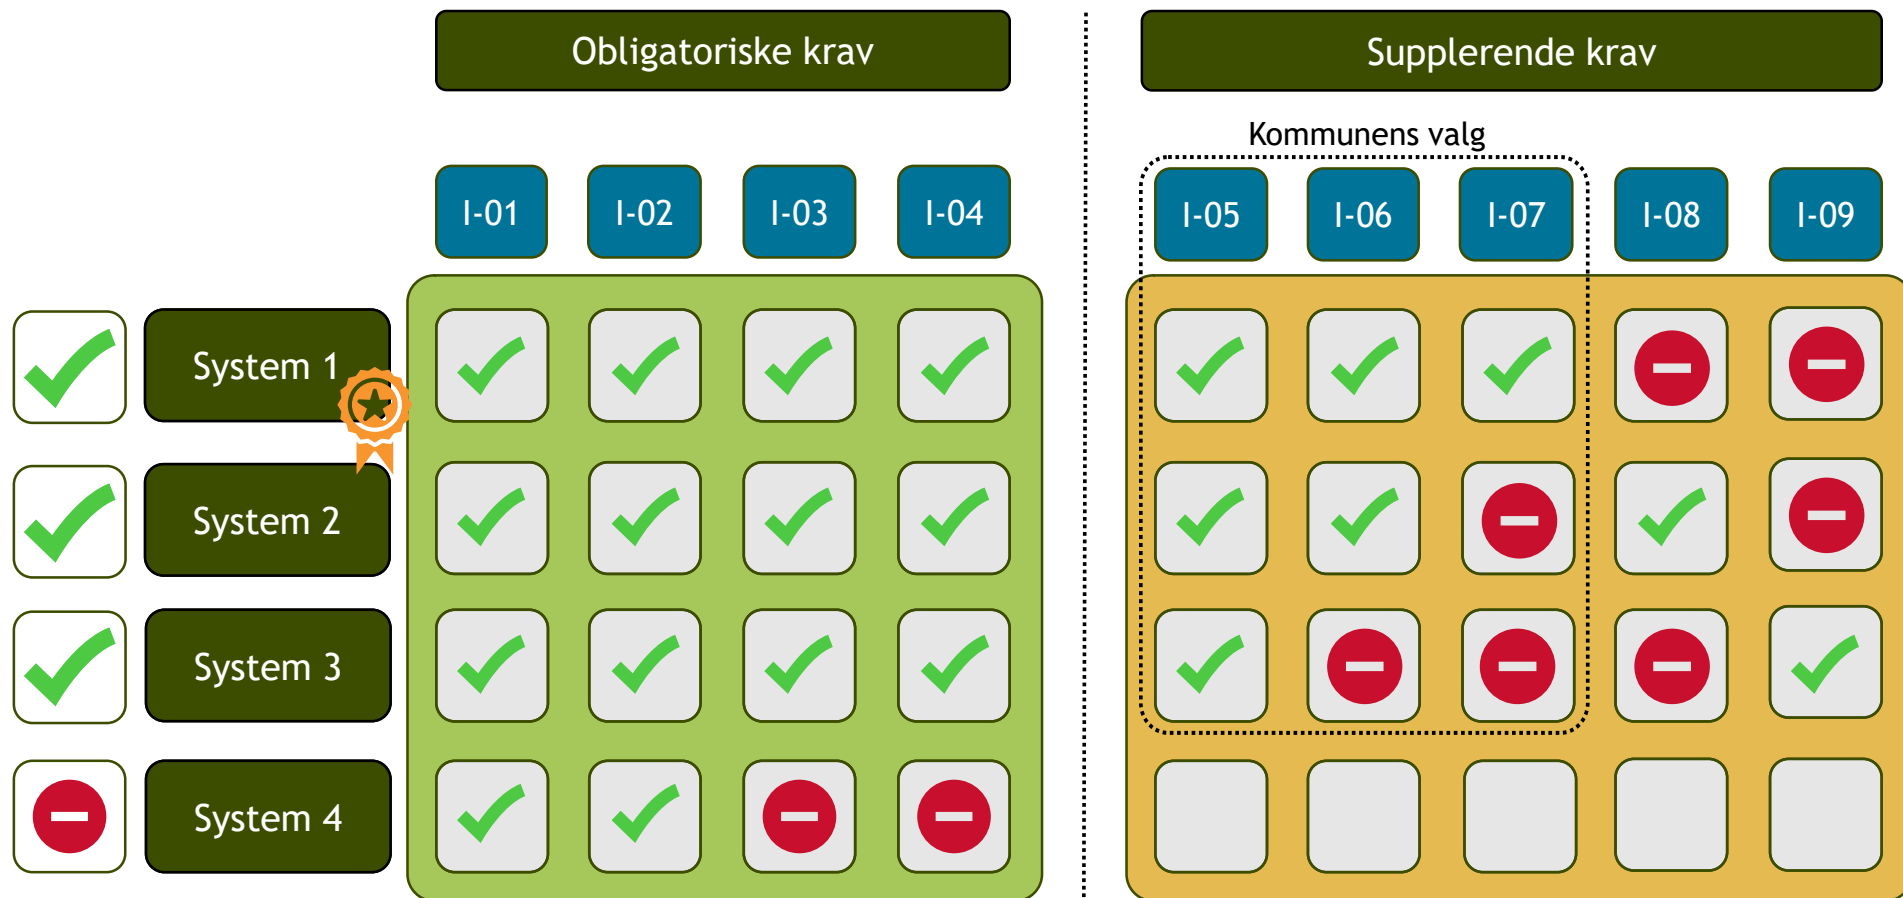 Obligatoriske krav
Supplerende krav
Kommunens valg
I-01 I-02 I-03 I-04 I-05 I-06 I-07 I-08 I-09
System 1
System 2
System 3
System 4